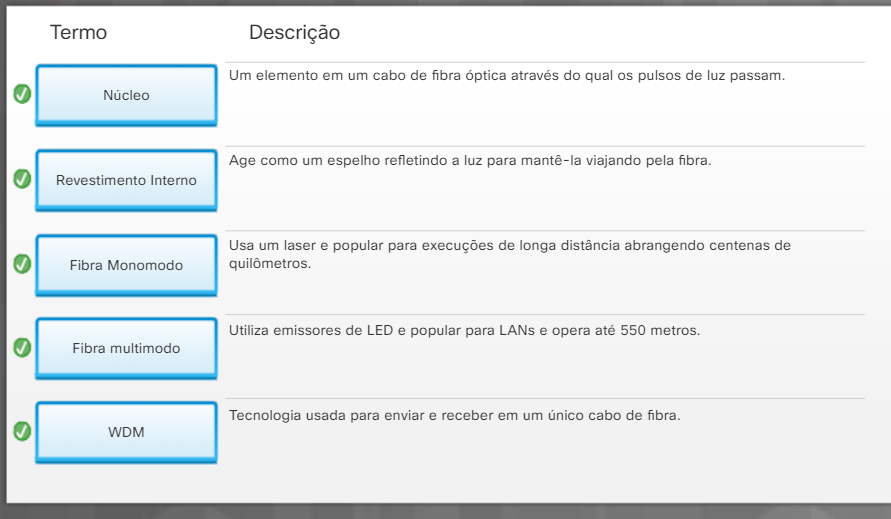 Termo Descrição
Núcleo Um elemento em um cabo de fibra óptica através do qual os pulsos de luz passam.
Revestimento Interno Age como um espelho refletindo a luz para mantê-la viajando pela fibra.
Fibra Monomodo Usa um laser e popular para execuções de longa distância abrangendo centenas de
quilômetros.
Fibra multimodo Utiliza emissores de LED e popular para LANs e opera até 550 metros.
WDM Tecnologia usada para enviar e receber em um único cabo de fibra.